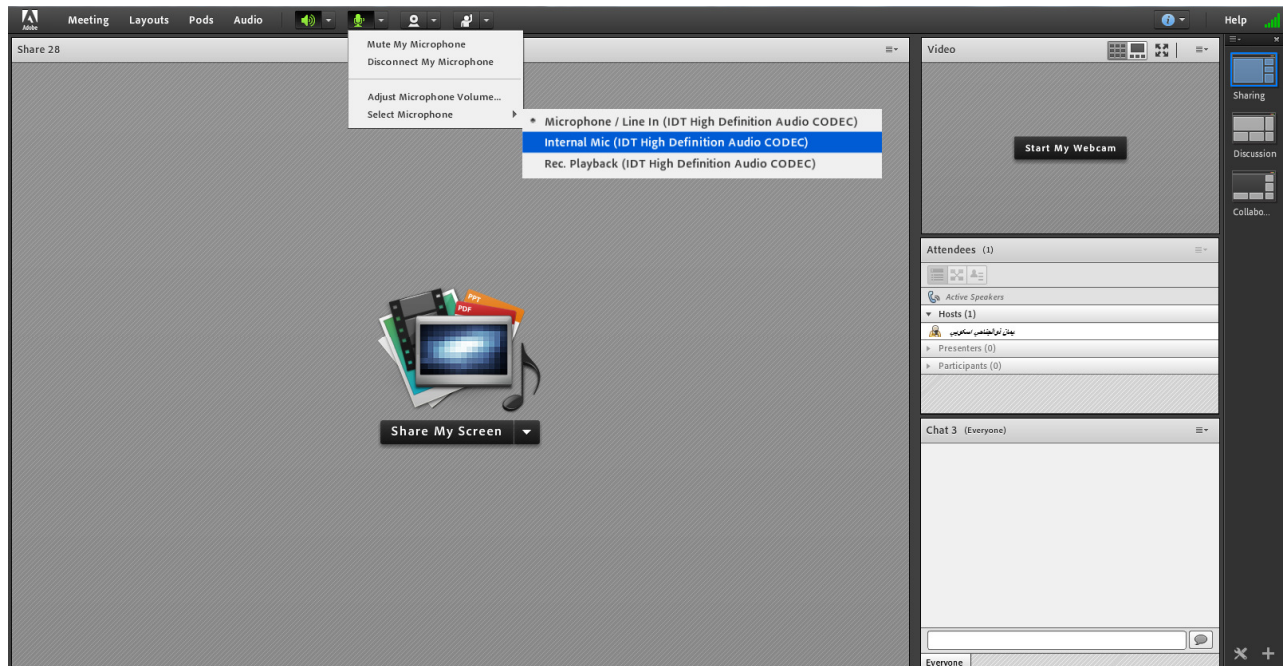 Adobe
Meeting Layouts Pods Audio Help
Share 28
Mute My Microphone
Disconnect My Microphone
Adjust Microphone Volume...
Select Microphone
Microphone / Line In (IDT High Definition Audio CODEC)
Internal Mic (IDT High Definition Audio CODEC)
Rec. Playback (IDT High Definition Audio CODEC)
PPT
PDF
Share My Screen
Video
Start My Webcam
Attendees (1)
Active Speakers
Hosts (1)
Presenters (0)
Participants (0)
Chat 3 (Everyone)
Everyone
Sharing
Discussion
Collabo...